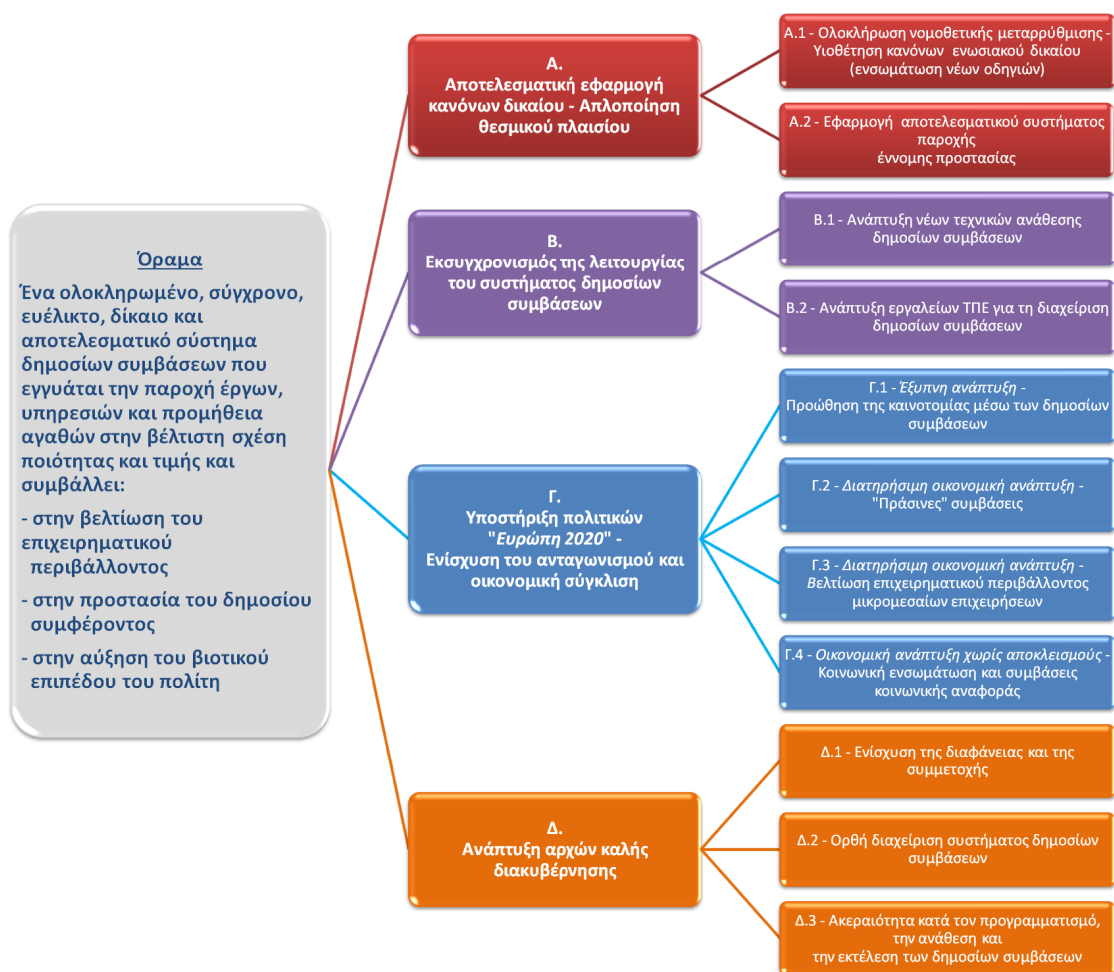 Όραμα
Ένα ολοκληρωμένο, σύγχρονο,
ευέλικτο, δίκαιο και
αποτελεσματικό σύστημα
δημοσίων συμβάσεων που
εγγυάται την παροχή έργων,
υπηρεσιών και προμήθεια
αγαθών στην βέλτιστη σχέση
ποιότητας και τιμής και
συμβάλλει:
- στην βελτίωση του
επιχειρηματικού
περιβάλλοντος
- στην προστασία του δημοσίου
συμφέροντος
- στην αύξηση του βιοτικού
επιπέδου του πολίτη
Α.
Αποτελεσματική εφαρμογή
κανόνων δικαίου - Απλοποίηση
θεσμικού πλαισίου
Α.1 - Ολοκλήρωση νομοθετικής μεταρρύθμισης -
Υιοθέτηση κανόνων ενωσιακού δικαίου
(ενσωμάτωση νέων οδηγιών)
Α.2 - Εφαρμογή αποτελεσματικού συστήματος
παροχής
έννομης προστασίας
Β.
Εκσυγχρονισμός της λειτουργίας
του συστήματος δημοσίων
συμβάσεων
Β.1 - Ανάπτυξη νέων τεχνικών ανάθεσης
δημοσίων συμβάσεων
Β.2 - Ανάπτυξη εργαλείων ΤΠΕ για τη διαχείριση
δημοσίων συμβάσεων
Γ.
Υποστήριξη πολιτικών
"Ευρώπη 2020" -
Ενίσχυση του ανταγωνισμού και
οικονομική σύγκλιση
Γ.1 - Έξυπνη ανάπτυξη -
Προώθηση της καινοτομίας μέσω των δημοσίων
συμβάσεων
Γ.2 - Διατηρήσιμη οικονομική ανάπτυξη -
"Πράσινες" συμβάσεις
Γ.3 - Διατηρήσιμη οικονομική ανάπτυξη -
Βελτίωση επιχειρηματικού περιβάλλοντος
μικρομεσαίων επιχειρήσεων
Γ.4 - Οικονομική ανάπτυξη χωρίς αποκλεισμούς -
Κοινωνική ενσωμάτωση και συμβάσεις
κοινωνικής αναφοράς
Δ.
Ανάπτυξη αρχών καλής
διακυβέρνησης
Δ.1 - Ενίσχυση της διαφάνειας και της
συμμετοχής
Δ.2 - Ορθή διαχείριση συστήματος δημοσίων
συμβάσεων
Δ.3 - Ακεραιότητα κατά τον προγραμματισμό,
την ανάθεση και
την εκτέλεση των δημοσίων συμβάσεων